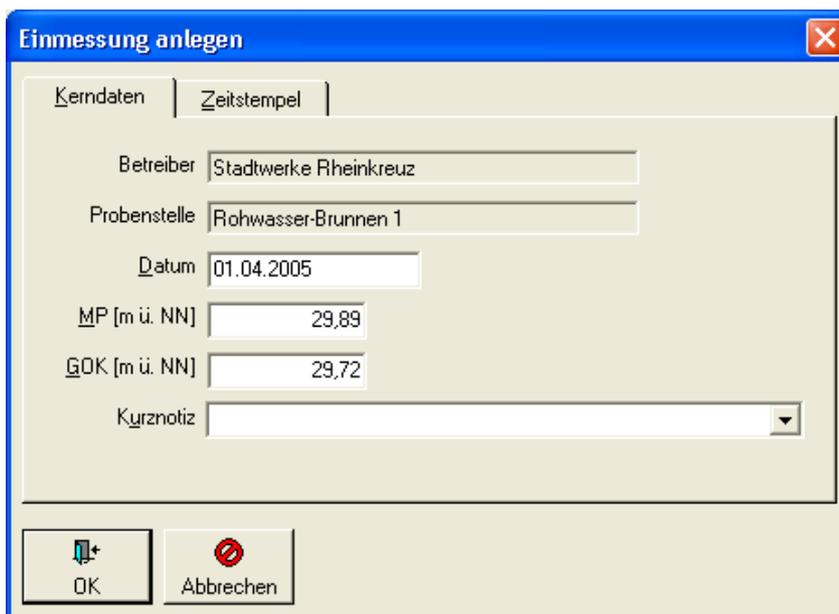 Einmessung anlegen
Kerndaten Zeitstempel
Betreiber Stadtwerke Rheinkreuz
Probenstelle Rohwasser-Brunnen 1
Datum 01.04.2005
MP [m ü. NN] 29,89
GOK [m ü. NN] 29,72
Kurznotiz
OK Abbrechen